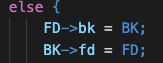 else {
FD->bk = BK;
BK->fd = FD;